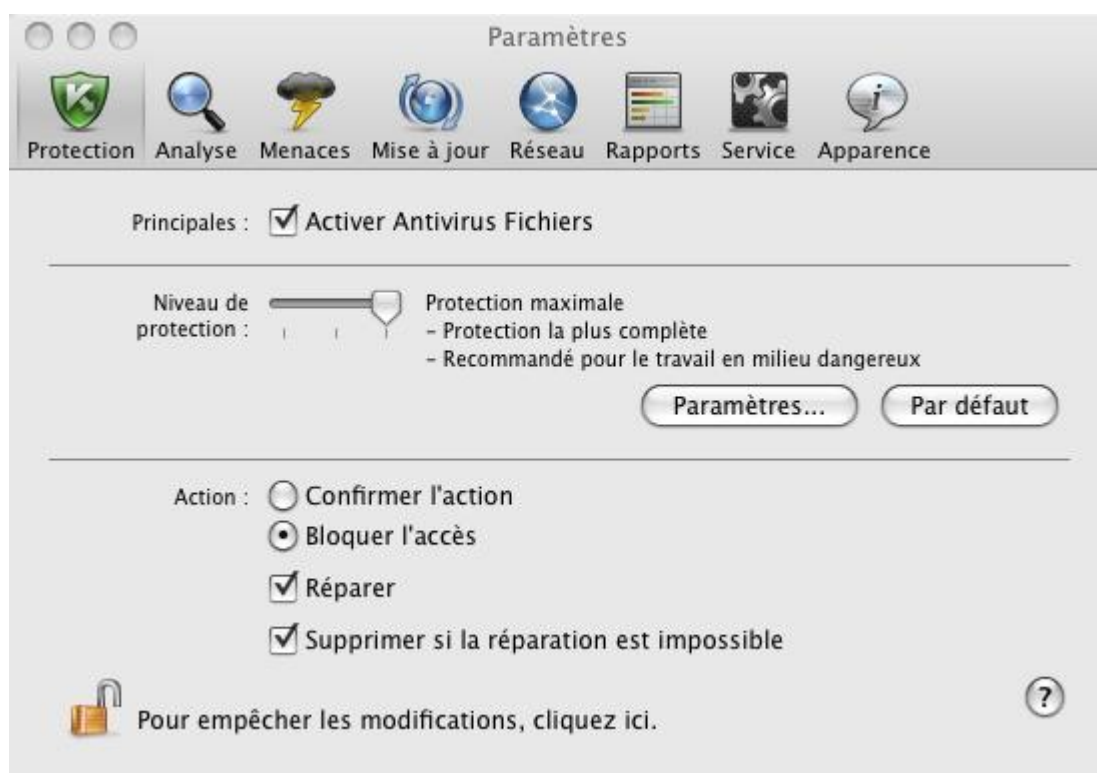 Paramètres
Protection Analyse Menaces Mise à jour Réseau Rapports Service Apparence
Principales : Activer Antivirus Fichiers
Niveau de protection :
Protection maximale
– Protection la plus complète
– Recommandé pour le travail en milieu dangereux
Paramètres... Par défaut
Action : Confirmer l'action
Bloquer l'accès
Réparer
Supprimer si la réparation est impossible
Pour empêcher les modifications, cliquez ici. ?